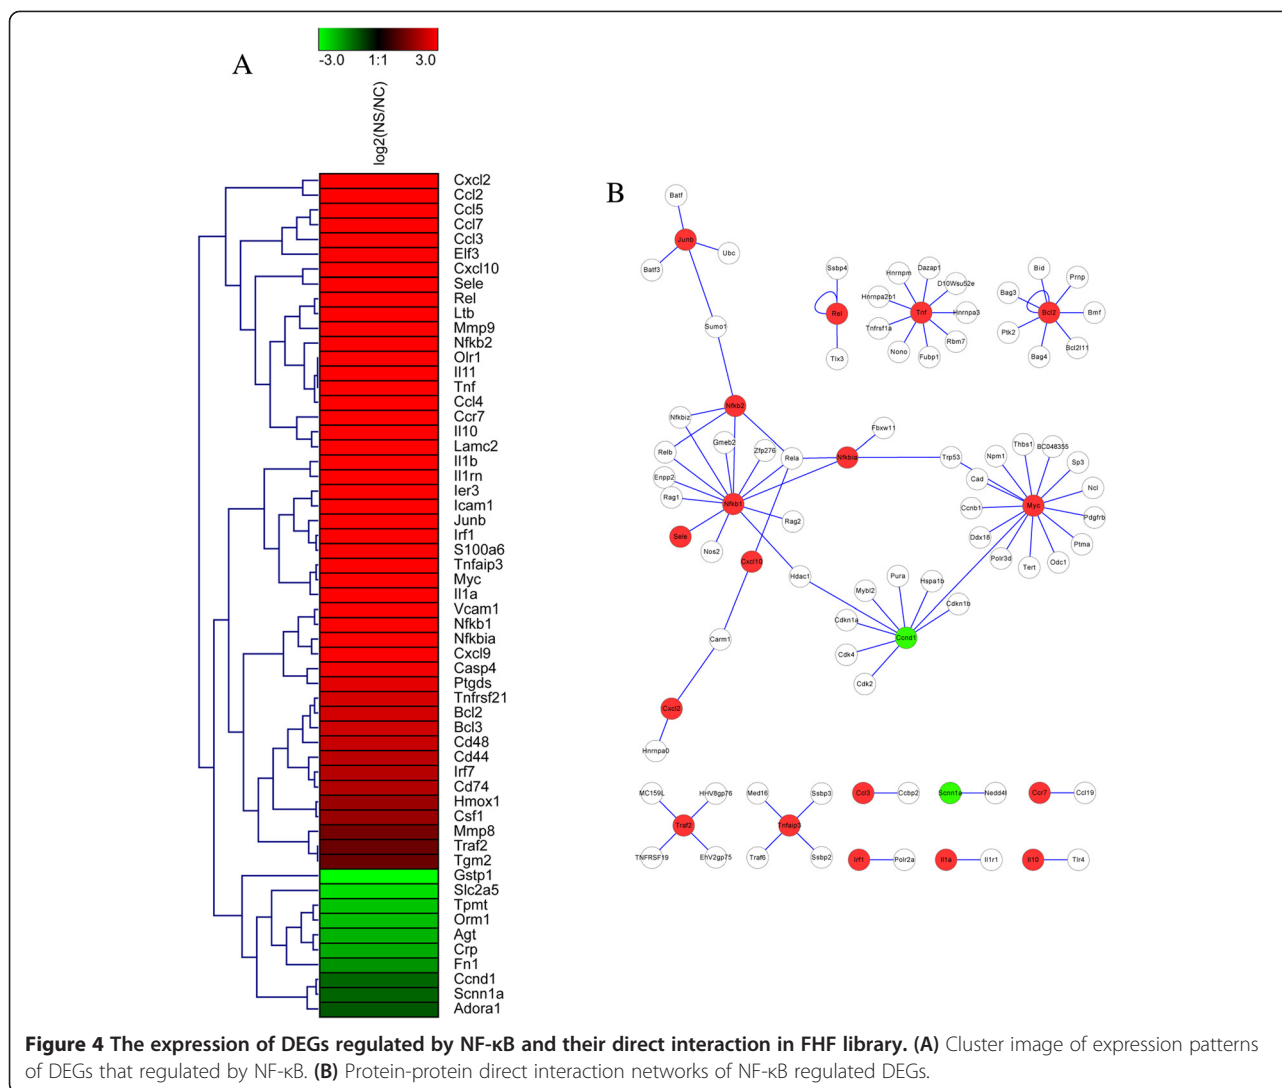 A
-3.0 1:1 3.0
log2(NS/NC)
Cxcl2
Ccl2
Ccl5
Ccl7
Ccl3
Elf3
Cxcl10
Sele
Rel
Ltb
Mmp9
Nfkb2
Olr1
Il11
Tnf
Ccl4
Ccr7
Il10
Lamc2
Il1b
Il1rn
Ier3
Icam1
Junb
Irf1
S100a6
Tnfaip3
Myc
Il1a
Vcam1
Nfkb1
Nfkbia
Cxcl9
Casp4
Ptgds
Tnfrsf21
Bcl2
Bcl3
Cd48
Cd44
Irf7
Cd74
Hmox1
Csf1
Mmp8
Traf2
Tgm2
Gstp1
Slc2a5
Tpmt
Orm1
Agt
Crp
Fn1
Ccnd1
Scnn1a
Adora1
B
Batf
Junb
Ubc
Batf3
Sumo1
Nfkb2
Nfkbiz
Gmeb2
Relb
Zfp276
Rela
Enpp2
Rag1
Nfkb1
Rag2
Sele
Nos2
Cxcl10
Hdac1
Carm1
Cxcl2
Hnrnpa0
Nfkbia
Fbxw11
Trp53
Ssbp4
Rel
Tlx3
Hnrnpm
Dazap1
D10Wsu52e
Hnrnpa2b1
Tnf
Hnrnpa3
Tnfrsf1a
Rbm7
Nono
Fubp1
Bid
Prnp
Bag3
Bcl2
Bmf
Ptk2
Bcl2l11
Bag4
Thbs1
BC048355
Npm1
Sp3
Cad
Ncl
Ccnb1
Myc
Pdgfrb
Ddx18
Ptma
Polr3d
Odc1
Tert
Pura
Hspa1b
Mybl2
Cdkn1b
Cdkn1a
Ccnd1
Cdk4
Cdk2
MC159L
HHV8gp76
Traf2
TNFRSF19
EhV2gp75
Med16
Ssbp3
Tnfaip3
Traf6
Ssbp2
Ccl3
Ccbp2
Scnn1a
Nedd4l
Ccr7
Ccl19
Irf1
Polr2a
Il1a
Il1r1
Il10
Tlr4
Figure 4 The expression of DEGs regulated by NF-κB and their direct interaction in FHF library. (A) Cluster image of expression patterns
of DEGs that regulated by NF-κB. (B) Protein-protein direct interaction networks of NF-κB regulated DEGs.